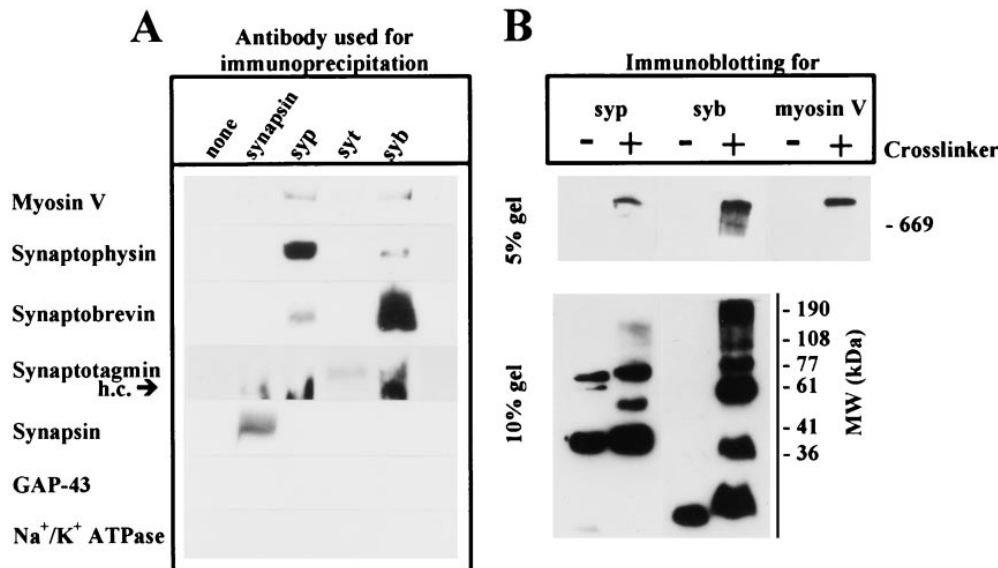 A
Antibody used for
immunoprecipitation
none
synapsin
syp
syt
syb
Myosin V
Synaptophysin
Synaptobrevin
Synaptotagmin
h.c. →
Synapsin
GAP-43
Na+/K+ ATPase
B
Immunoblotting for
syp syb myosin V
- + - + - + Crosslinker
5% gel
- 669
10% gel
- 190
- 108
- 77
- 61
- 41
- 36
MW (kDa)